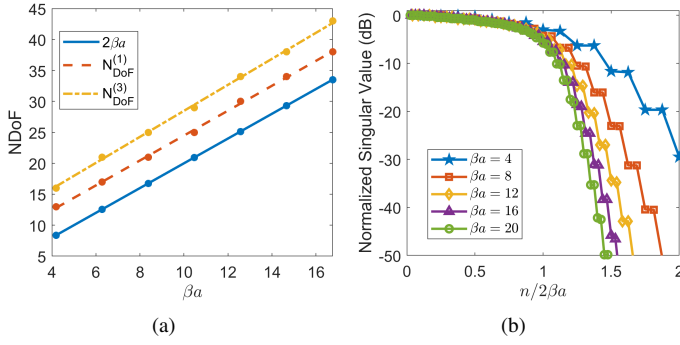 45
40
35
30
25
20
15
10
5
NDoF
2βa
N_DoF^(1)
N_DoF^(3)
4 6 8 10 12 14 16
βa
(a)
0
-10
-20
-30
-40
-50
Normalized Singular Value (dB)
βa = 4
βa = 8
βa = 12
βa = 16
βa = 20
0 0.5 1 1.5 2
n/2βa
(b)